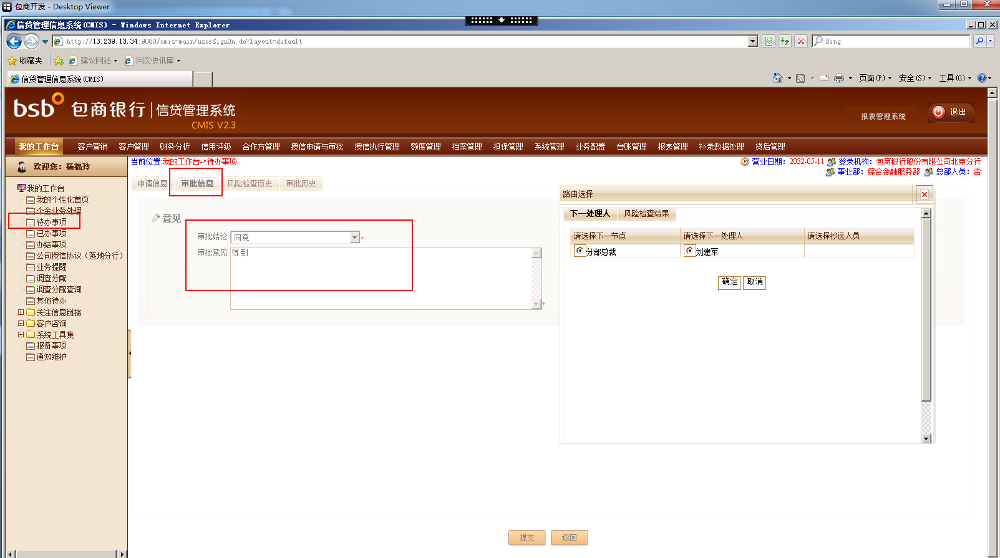 包商开发 - Desktop Viewer
信贷管理信息系统(CMIS) - Windows Internet Explorer
http://13.239.13.34:9080/cmis-main/userSignOn.do?layout=default
Bing
收藏夹
建议网站
网页快讯库
信贷管理信息系统(CMIS)
页面(P)
安全(S)
工具(O)
bsb 包商银行 | 信贷管理系统
CMIS V2.3
报表管理系统
退出
我的工作台 客户营销 客户管理 财务分析 信用评级 合作方管理 授信申请与审批 授信执行管理 额度管理 档案管理 担保管理 系统管理 业务配置 台账管理 报表管理 补录数据处理 贷后管理
欢迎您：杨福玲
当前位置:我的工作台->待办事项
营业日期： 2032-05-11 登录机构： 包商银行股份有限公司北京分行
事业部： 综合金融服务部 总部人员： 否
我的工作台
我的个性化首页
个金业务处理
待办事项
已办事项
办结事项
公司授信协议（落地分行）
业务提醒
调查分配
调查分配查询
其他待办
关注信息链接
客户咨询
系统工具集
报备事项
通知维护
申请信息 审批信息 风险检查历史 审批历史
意见
审批结论 同意 *
审批意见 得到 *
路由选择
下一处理人 风险检查结果
请选择下一节点 请选择下一处理人 请选择抄送人员
分部总裁 刘建军
确定 取消
提交 返回